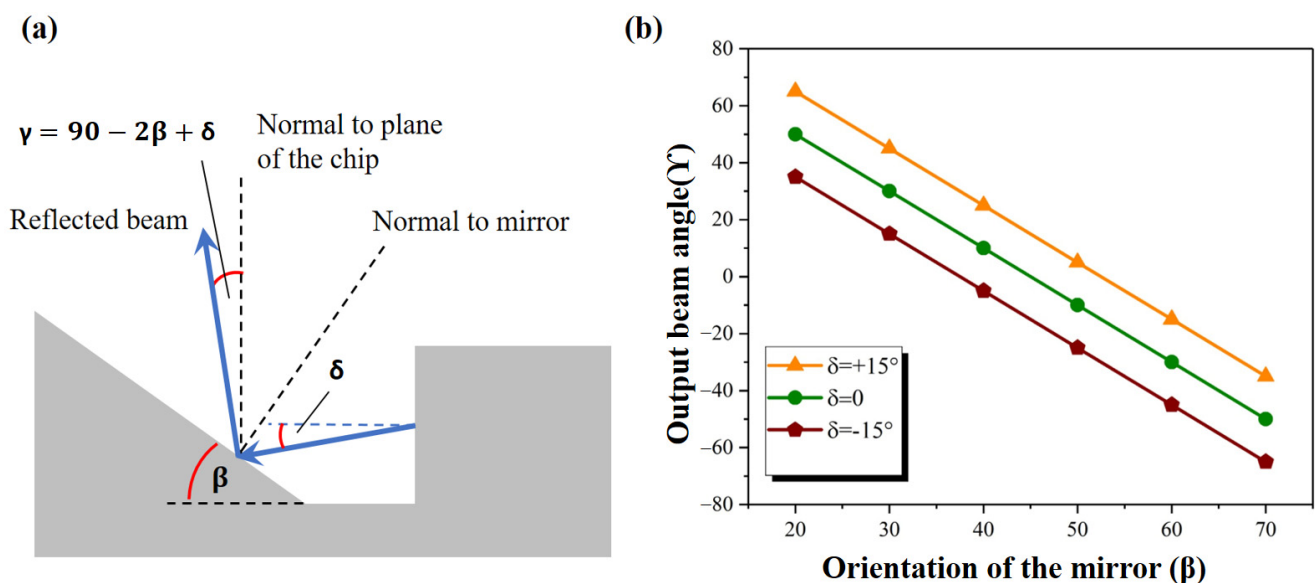 (a)
γ = 90 − 2β + δ
Normal to plane
of the chip
Reflected beam
Normal to mirror
δ
β
(b)
Output beam angle(ϒ)
80
60
40
20
0
−20
−40
−60
−80
δ=+15°
δ=0
δ=-15°
20 30 40 50 60 70
Orientation of the mirror (β)